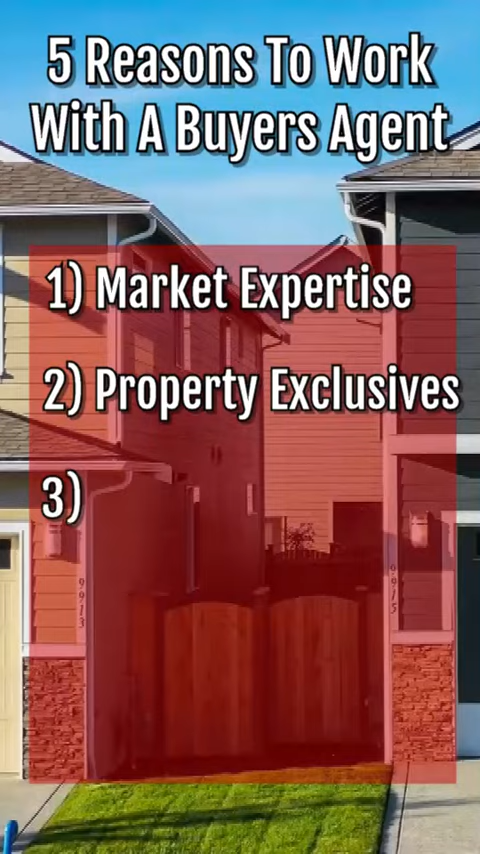 5 Reasons To Work
With A Buyers Agent
1) Market Expertise
2) Property Exclusives
3)
9913
9915